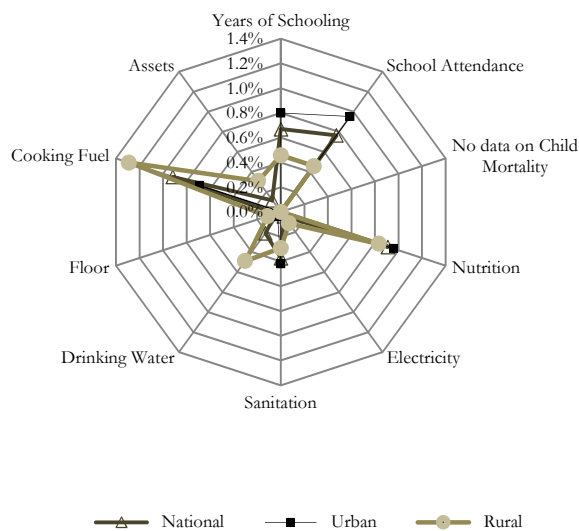 Years of Schooling
1.4%
1.2%
1.0%
0.8%
0.6%
0.4%
0.2%
0.0%
Assets
School Attendance
Cooking Fuel
No data on Child
Mortality
Floor
Nutrition
Drinking Water
Electricity
Sanitation
National
Urban
Rural